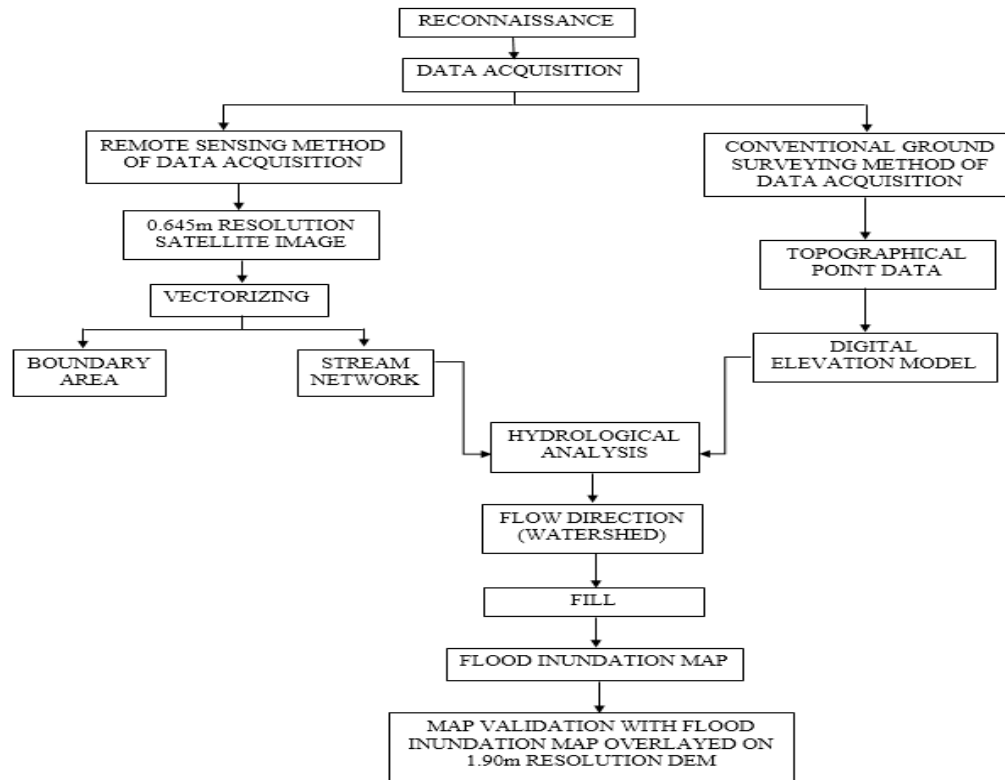 RECONNAISSANCE
DATA ACQUISITION
REMOTE SENSING METHOD
OF DATA ACQUISITION
CONVENTIONAL GROUND
SURVEYING METHOD OF
DATA ACQUISITION
0.645m RESOLUTION
SATELLITE IMAGE
TOPOGRAPHICAL
POINT DATA
VECTORIZING
BOUNDARY
AREA
STREAM
NETWORK
DIGITAL
ELEVATION MODEL
HYDROLOGICAL
ANALYSIS
FLOW DIRECTION
(WATERSHED)
FILL
FLOOD INUNDATION MAP
MAP VALIDATION WITH FLOOD
INUNDATION MAP OVERLAYED ON
1.90m RESOLUTION DEM